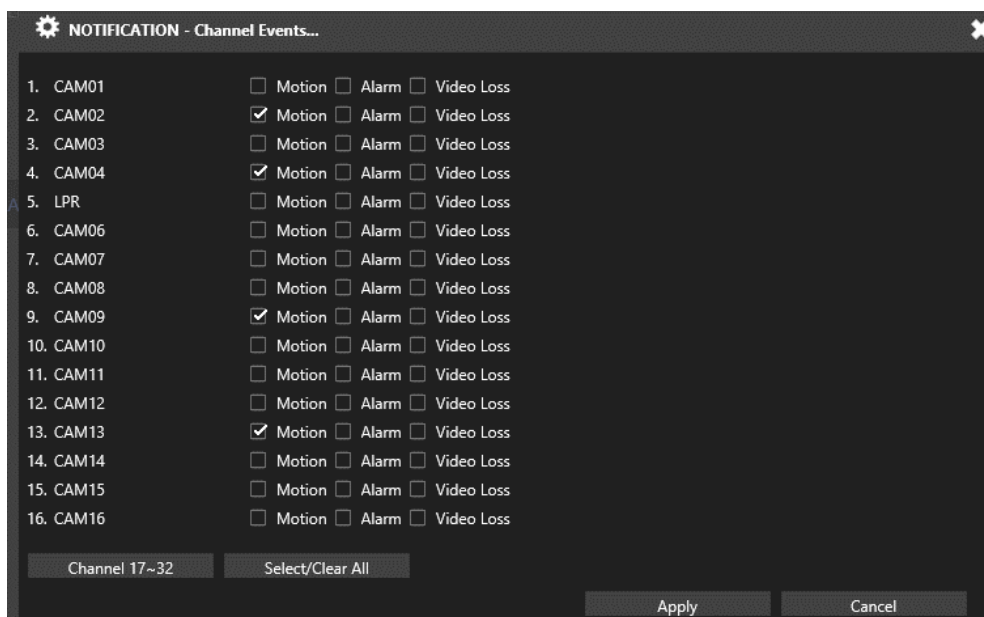 NOTIFICATION - Channel Events...
1. CAM01 Motion Alarm Video Loss
2. CAM02 Motion Alarm Video Loss
3. CAM03 Motion Alarm Video Loss
4. CAM04 Motion Alarm Video Loss
5. LPR Motion Alarm Video Loss
6. CAM06 Motion Alarm Video Loss
7. CAM07 Motion Alarm Video Loss
8. CAM08 Motion Alarm Video Loss
9. CAM09 Motion Alarm Video Loss
10. CAM10 Motion Alarm Video Loss
11. CAM11 Motion Alarm Video Loss
12. CAM12 Motion Alarm Video Loss
13. CAM13 Motion Alarm Video Loss
14. CAM14 Motion Alarm Video Loss
15. CAM15 Motion Alarm Video Loss
16. CAM16 Motion Alarm Video Loss
Channel 17~32 Select/Clear All
Apply Cancel